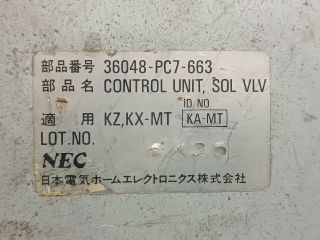 部品番号 36048-PC7-663
部品名 CONTROL UNIT, SOL VLV
ID.NO.
適用 KZ,KX-MT KA-MT
LOT.NO.
NEC
日本電気ホームエレクトロニクス株式会社